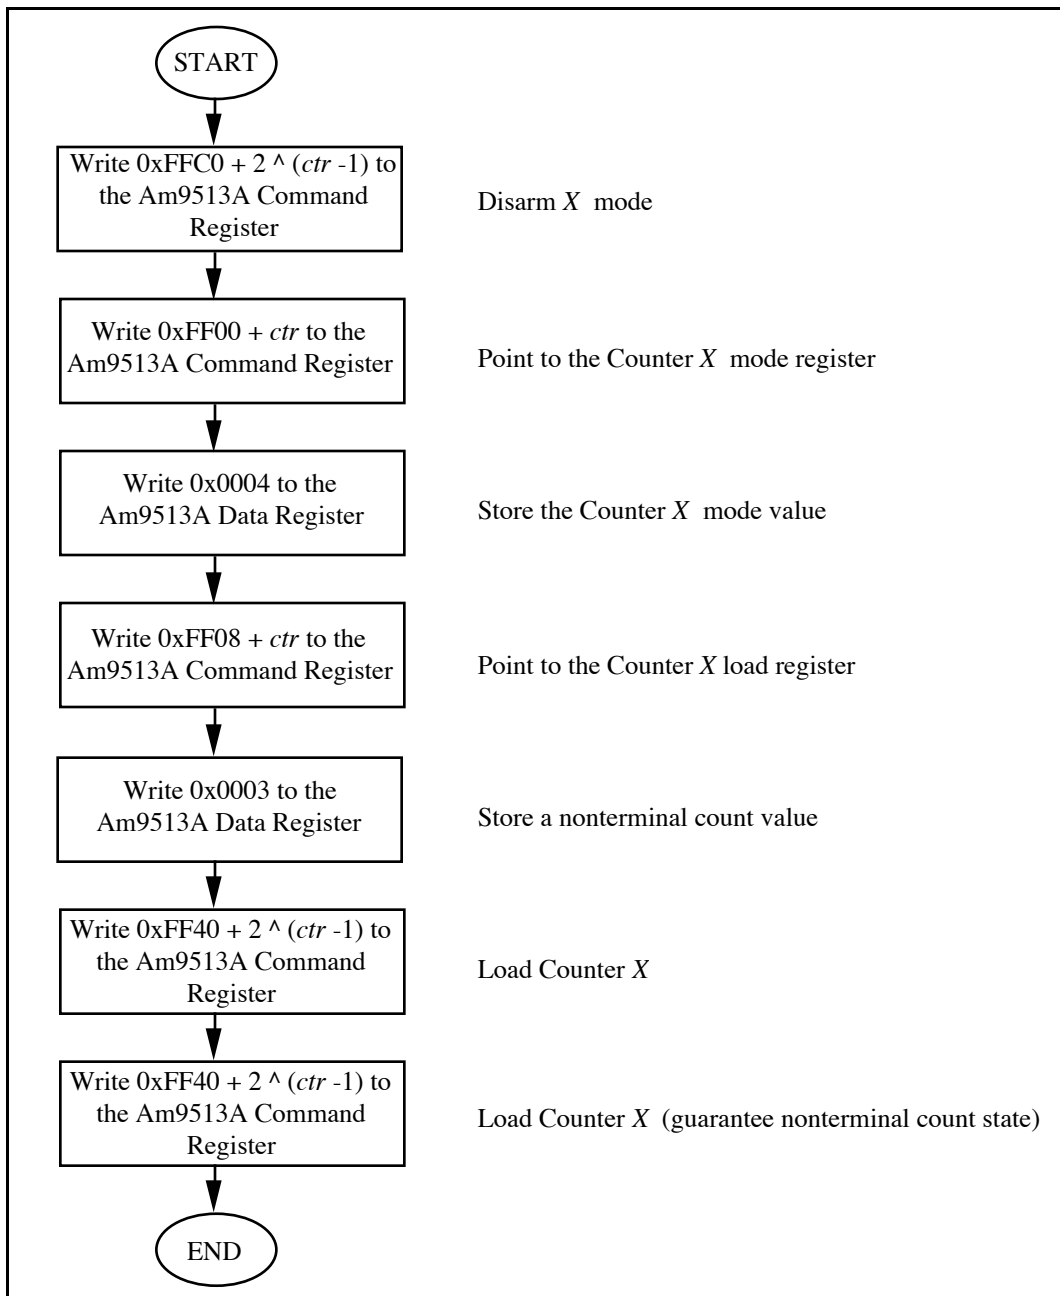 START
Write 0xFFC0 + 2 ^ (ctr -1) to
the Am9513A Command
Register
Disarm X mode
Write 0xFF00 + ctr to the
Am9513A Command Register
Point to the Counter X mode register
Write 0x0004 to the
Am9513A Data Register
Store the Counter X mode value
Write 0xFF08 + ctr to the
Am9513A Command Register
Point to the Counter X load register
Write 0x0003 to the
Am9513A Data Register
Store a nonterminal count value
Write 0xFF40 + 2 ^ (ctr -1) to
the Am9513A Command
Register
Load Counter X
Write 0xFF40 + 2 ^ (ctr -1) to
the Am9513A Command
Register
Load Counter X (guarantee nonterminal count state)
END